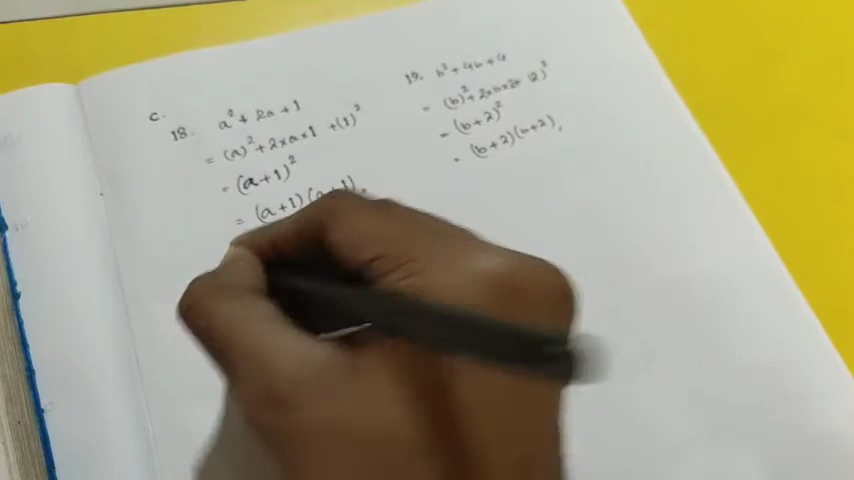 C.
18. a² + 2a + 1
= (a)² + 2×a×1 + (1)²
= (a+1)²
= (a+1)(a+1),
19. b² + 4b + 4
= (b)² + 2×b×2+ (2)²
= (b+2)²
= (b+2)(b+2),